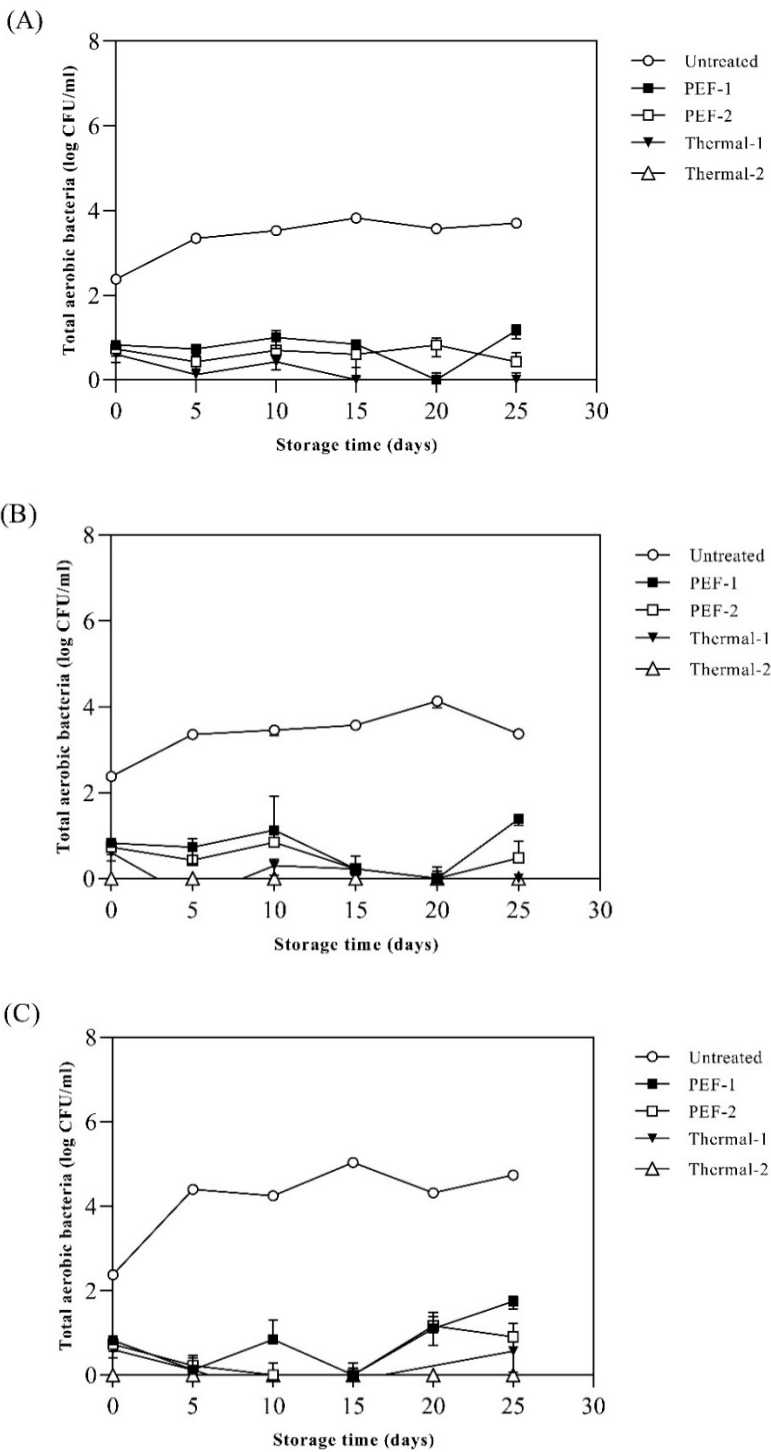 (A)
Total aerobic bacteria (log CFU/ml)
8
6
4
2
0
0 5 10 15 20 25 30
Storage time (days)
Untreated
PEF-1
PEF-2
Thermal-1
Thermal-2
(B)
Total aerobic bacteria (log CFU/ml)
8
6
4
2
0
0 5 10 15 20 25 30
Storage time (days)
Untreated
PEF-1
PEF-2
Thermal-1
Thermal-2
(C)
Total aerobic bacteria (log CFU/ml)
8
6
4
2
0
0 5 10 15 20 25 30
Storage time (days)
Untreated
PEF-1
PEF-2
Thermal-1
Thermal-2